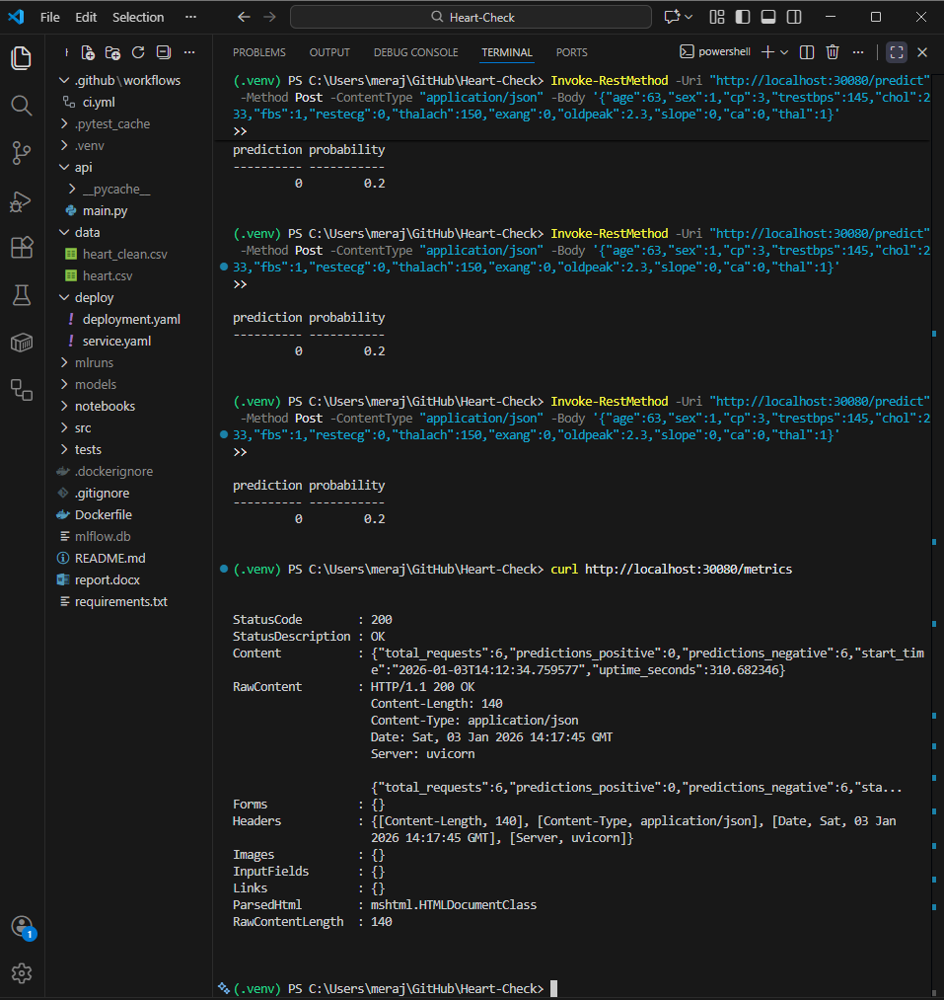 File Edit Selection ··· Heart-Check
PROBLEMS OUTPUT DEBUG CONSOLE TERMINAL PORTS powershell
.github\workflows
ci.yml
.pytest_cache
.venv
api
__pycache__
main.py
data
heart_clean.csv
heart.csv
deploy
deployment.yaml
service.yaml
mlruns
models
notebooks
src
tests
.dockerignore
.gitignore
Dockerfile
mlflow.db
README.md
report.docx
requirements.txt
1
(.venv) PS C:\Users\meraj\GitHub\Heart-Check> Invoke-RestMethod -Uri "http://localhost:30080/predict"
-Method Post -ContentType "application/json" -Body '{"age":63,"sex":1,"cp":3,"trestbps":145,"chol":2
33,"fbs":1,"restecg":0,"thalach":150,"exang":0,"oldpeak":2.3,"slope":0,"ca":0,"thal":1}'
>>
prediction probability
---------- -----------
0 0.2
(.venv) PS C:\Users\meraj\GitHub\Heart-Check> Invoke-RestMethod -Uri "http://localhost:30080/predict"
-Method Post -ContentType "application/json" -Body '{"age":63,"sex":1,"cp":3,"trestbps":145,"chol":2
33,"fbs":1,"restecg":0,"thalach":150,"exang":0,"oldpeak":2.3,"slope":0,"ca":0,"thal":1}'
>>
prediction probability
---------- -----------
0 0.2
(.venv) PS C:\Users\meraj\GitHub\Heart-Check> Invoke-RestMethod -Uri "http://localhost:30080/predict"
-Method Post -ContentType "application/json" -Body '{"age":63,"sex":1,"cp":3,"trestbps":145,"chol":2
33,"fbs":1,"restecg":0,"thalach":150,"exang":0,"oldpeak":2.3,"slope":0,"ca":0,"thal":1}'
>>
prediction probability
---------- -----------
0 0.2
(.venv) PS C:\Users\meraj\GitHub\Heart-Check> curl http://localhost:30080/metrics
StatusCode : 200
StatusDescription : OK
Content : {"total_requests":6,"predictions_positive":0,"predictions_negative":6,"start_tim
e":"2026-01-03T14:12:34.759577","uptime_seconds":310.682346}
RawContent : HTTP/1.1 200 OK
Content-Length: 140
Content-Type: application/json
Date: Sat, 03 Jan 2026 14:17:45 GMT
Server: uvicorn
{"total_requests":6,"predictions_positive":0,"predictions_negative":6,"sta...
Forms : {}
Headers : {[Content-Length, 140], [Content-Type, application/json], [Date, Sat, 03 Jan
2026 14:17:45 GMT], [Server, uvicorn]}
Images : {}
InputFields : {}
Links : {}
ParsedHtml : mshtml.HTMLDocumentClass
RawContentLength : 140
(.venv) PS C:\Users\meraj\GitHub\Heart-Check>